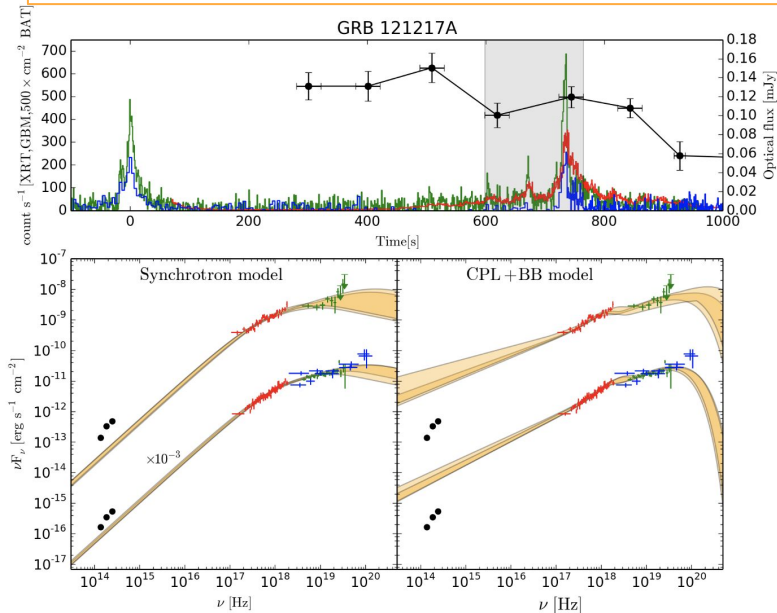 GRB 121217A
count s⁻¹ [XRT,GBM,500× cm⁻² BAT]
700
600
500
400
300
200
100
0
0 200 400 600 800 1000
Time[s]
0.18
0.16
0.14
0.12
0.10
0.08
0.06
0.04
0.02
0.00
Optical flux [mJy]
Synchrotron model
CPL+BB model
νFν [erg s⁻¹ cm⁻²]
10⁻⁷
10⁻⁸
10⁻⁹
10⁻¹⁰
10⁻¹¹
10⁻¹²
10⁻¹³
10⁻¹⁴
10⁻¹⁵
10⁻¹⁶
10⁻¹⁷
×10⁻³
10¹⁴ 10¹⁵ 10¹⁶ 10¹⁷ 10¹⁸ 10¹⁹ 10²⁰
10¹⁴ 10¹⁵ 10¹⁶ 10¹⁷ 10¹⁸ 10¹⁹ 10²⁰
ν [Hz]
ν [Hz]